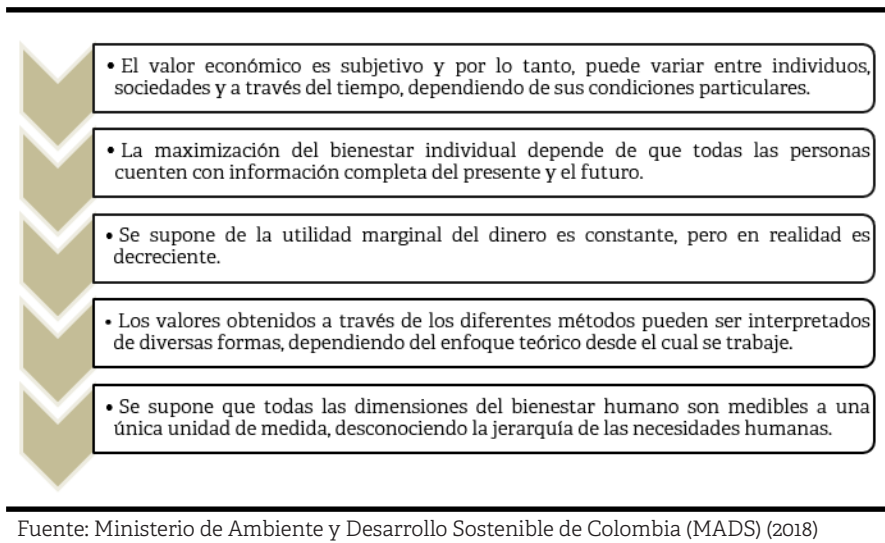 • El valor económico es subjetivo y por lo tanto, puede variar entre individuos,
sociedades y a través del tiempo, dependiendo de sus condiciones particulares.
• La maximización del bienestar individual depende de que todas las personas
cuenten con información completa del presente y el futuro.
• Se supone de la utilidad marginal del dinero es constante, pero en realidad es
decreciente.
• Los valores obtenidos a través de los diferentes métodos pueden ser interpretados
de diversas formas, dependiendo del enfoque teórico desde el cual se trabaje.
• Se supone que todas las dimensiones del bienestar humano son medibles a una
única unidad de medida, desconociendo la jerarquía de las necesidades humanas.
Fuente: Ministerio de Ambiente y Desarrollo Sostenible de Colombia (MADS) (2018)